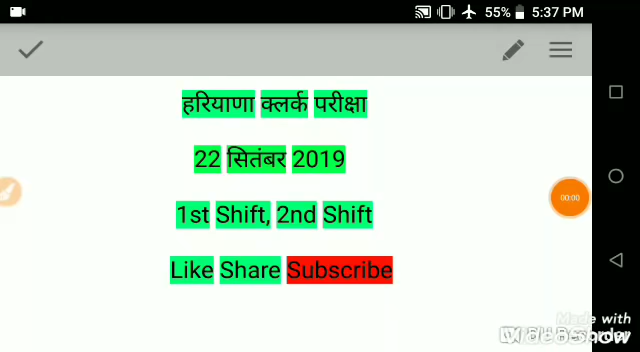 55% 5:37 PM
हरियाणा क्लर्क परीक्षा
22 सितंबर 2019
1st Shift, 2nd Shift
00:00
Like Share Subscribe
Made with
VideoShow